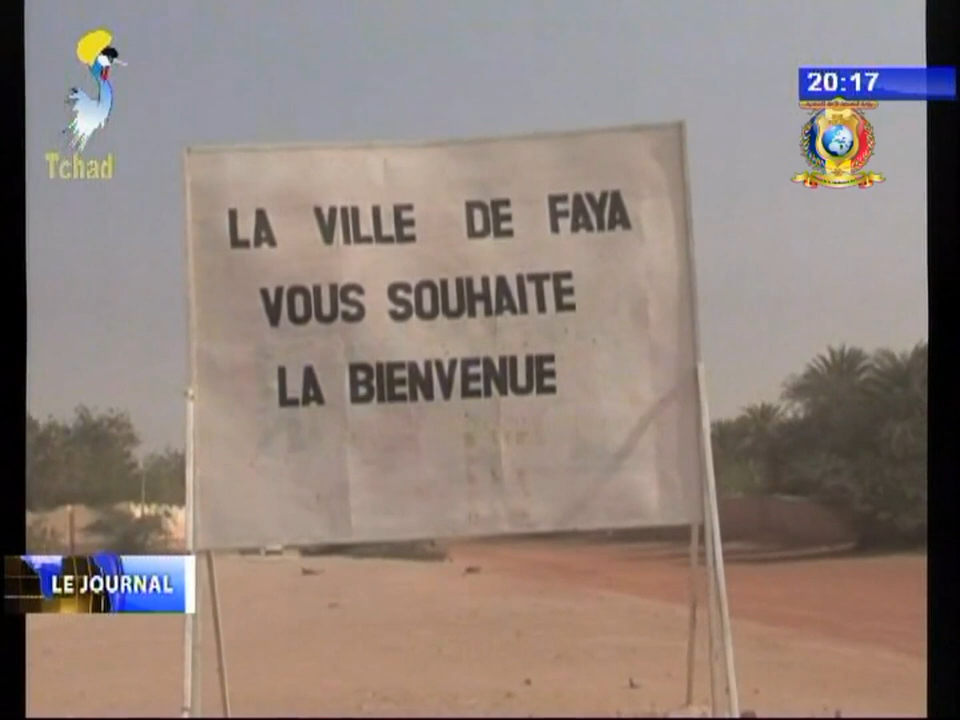 Tchad
20:17
LA VILLE DE FAYA
VOUS SOUHAITE
LA BIENVENUE
LE JOURNAL